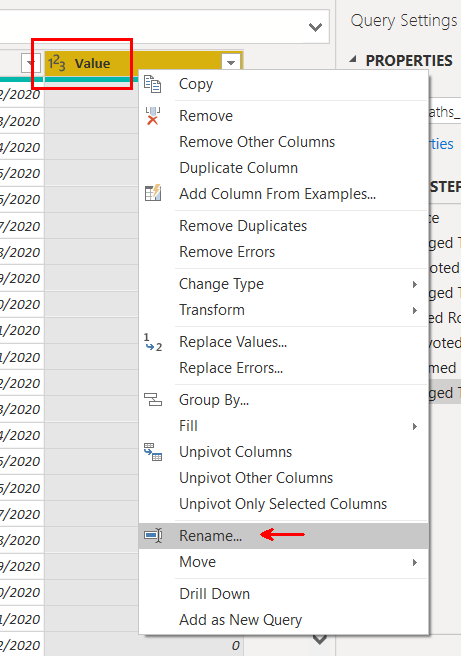 Query Settings
PROPERTIES
1²3 Value
Copy
2/2020
aths_
Remove
3/2020
Remove Other Columns
4/2020
erties
Duplicate Column
5/2020
STEP
Add Column From Examples...
6/2020
ce
Remove Duplicates
7/2020
ged T
Remove Errors
8/2020
voted
Change Type
9/2020
ged T
Transform
0/2020
ed Ro
1/2020
Replace Values...
voted
1/2020
Replace Errors...
med
2/2020
Group By...
ged T
3/2020
Fill
4/2020
Unpivot Columns
5/2020
Unpivot Other Columns
6/2020
Unpivot Only Selected Columns
7/2020
Rename...
8/2020
Move
9/2020
Drill Down
0/2020
Add as New Query
1/2020
2/2020
0